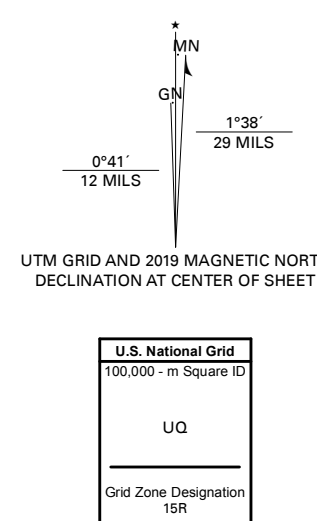 ★
MN
GN
1°38´
29 MILS
0°41´
12 MILS
UTM GRID AND 2019 MAGNETIC NORT
DECLINATION AT CENTER OF SHEET
U.S. National Grid
100,000 - m Square ID
UQ
Grid Zone Designation
15R